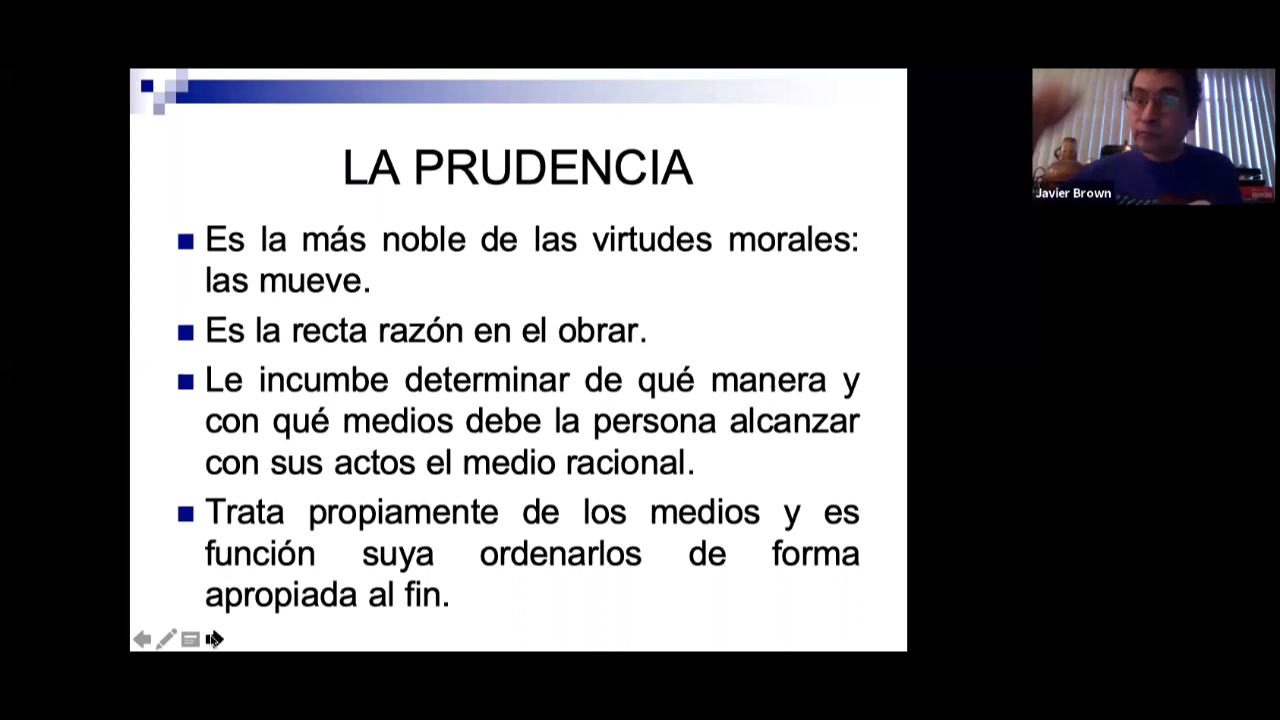 LA PRUDENCIA
Es la más noble de las virtudes morales:
las mueve.
Es la recta razón en el obrar.
Le incumbe determinar de qué manera y
con qué medios debe la persona alcanzar
con sus actos el medio racional.
Trata propiamente de los medios y es
función suya ordenarlos de forma
apropiada al fin.
Javier Brown